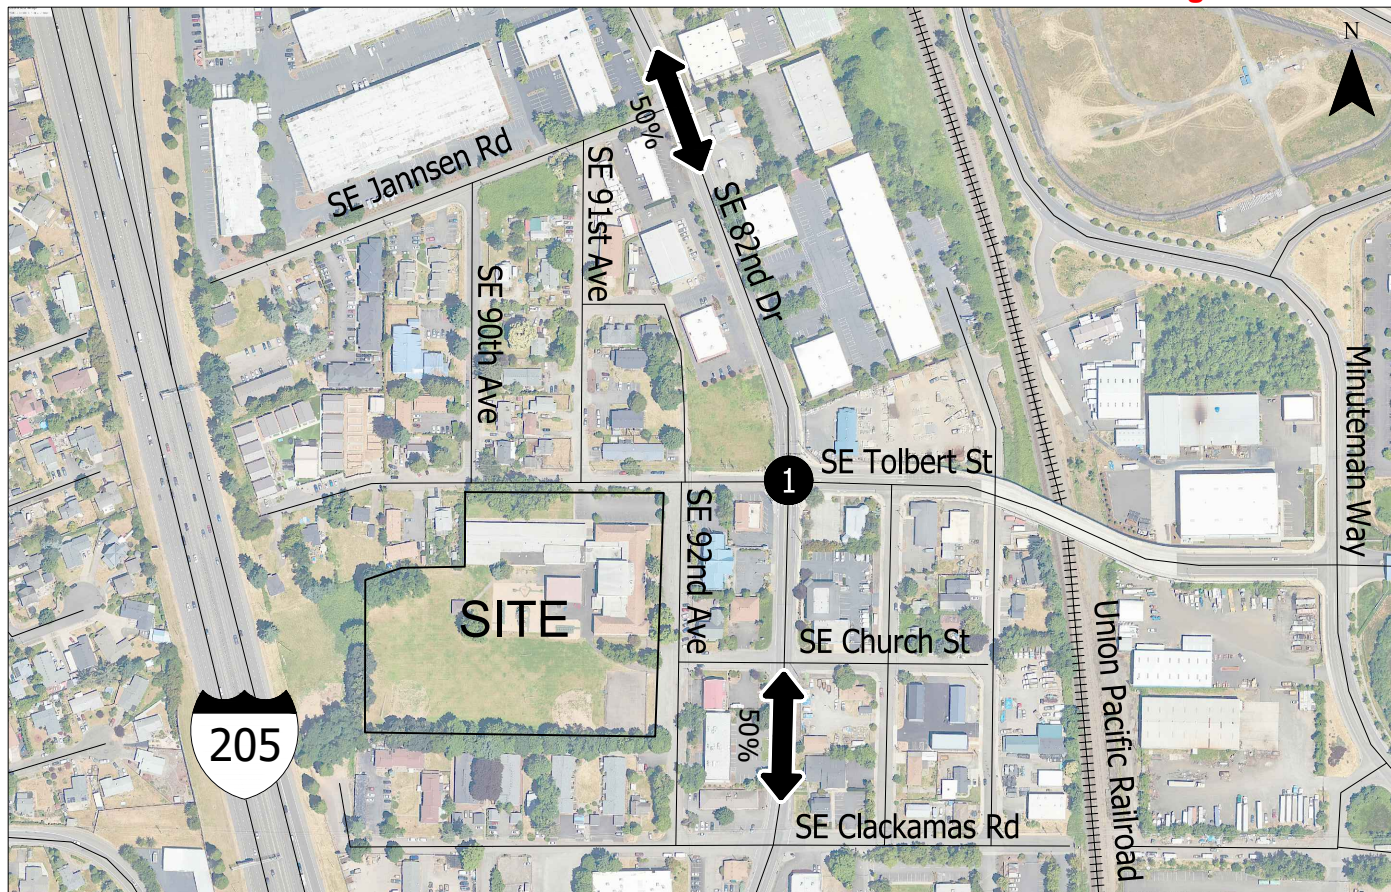 N
50%
SE Jannsen Rd
SE 91st Ave
SE 82nd Dr
SE 90th Ave
Minuteman Way
SE Tolbert St
1
SE 92nd Ave
SITE
SE Church St
Union Pacific Railroad
205
50%
SE Clackamas Rd